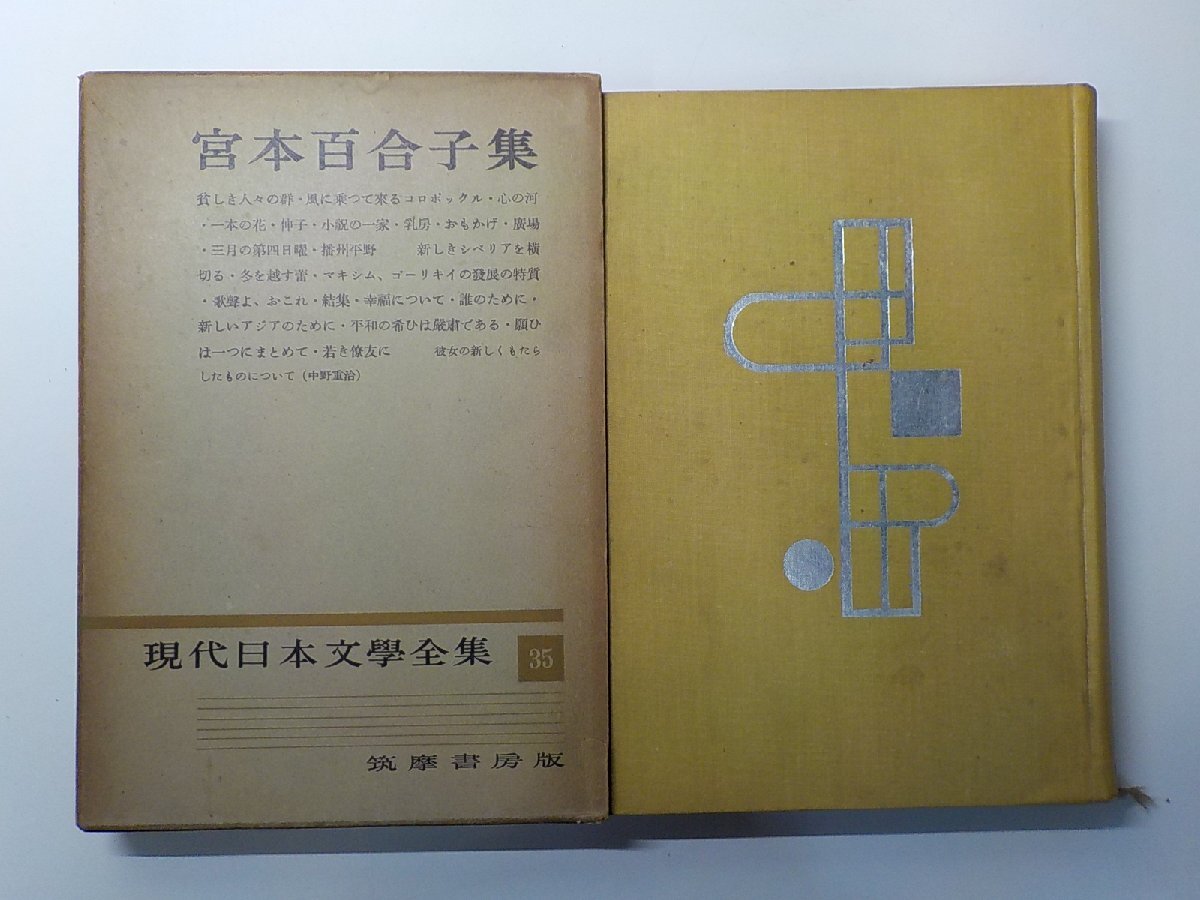 宮本百合子集
貧しき人々の群・風に乗つて來るコロポックル・心の河
・一本の花・伸子・小說の一家・乳房・おもかげ・廣場
・三月の第四日曜・播州平野　新しきシベリアを橫
切る・冬を越す蕾・マキシム、ゴーリキイの發展の特質
・歌聲よ、おこれ・結集・幸福について・誰のために・
新しいアジアのために・平和の希ひは嚴肅である・願ひ
は一つにまとめて・若き僚友に　彼女の新しくもたら
したものについて（中野重治）
現代日本文學全集
35
筑摩書房版